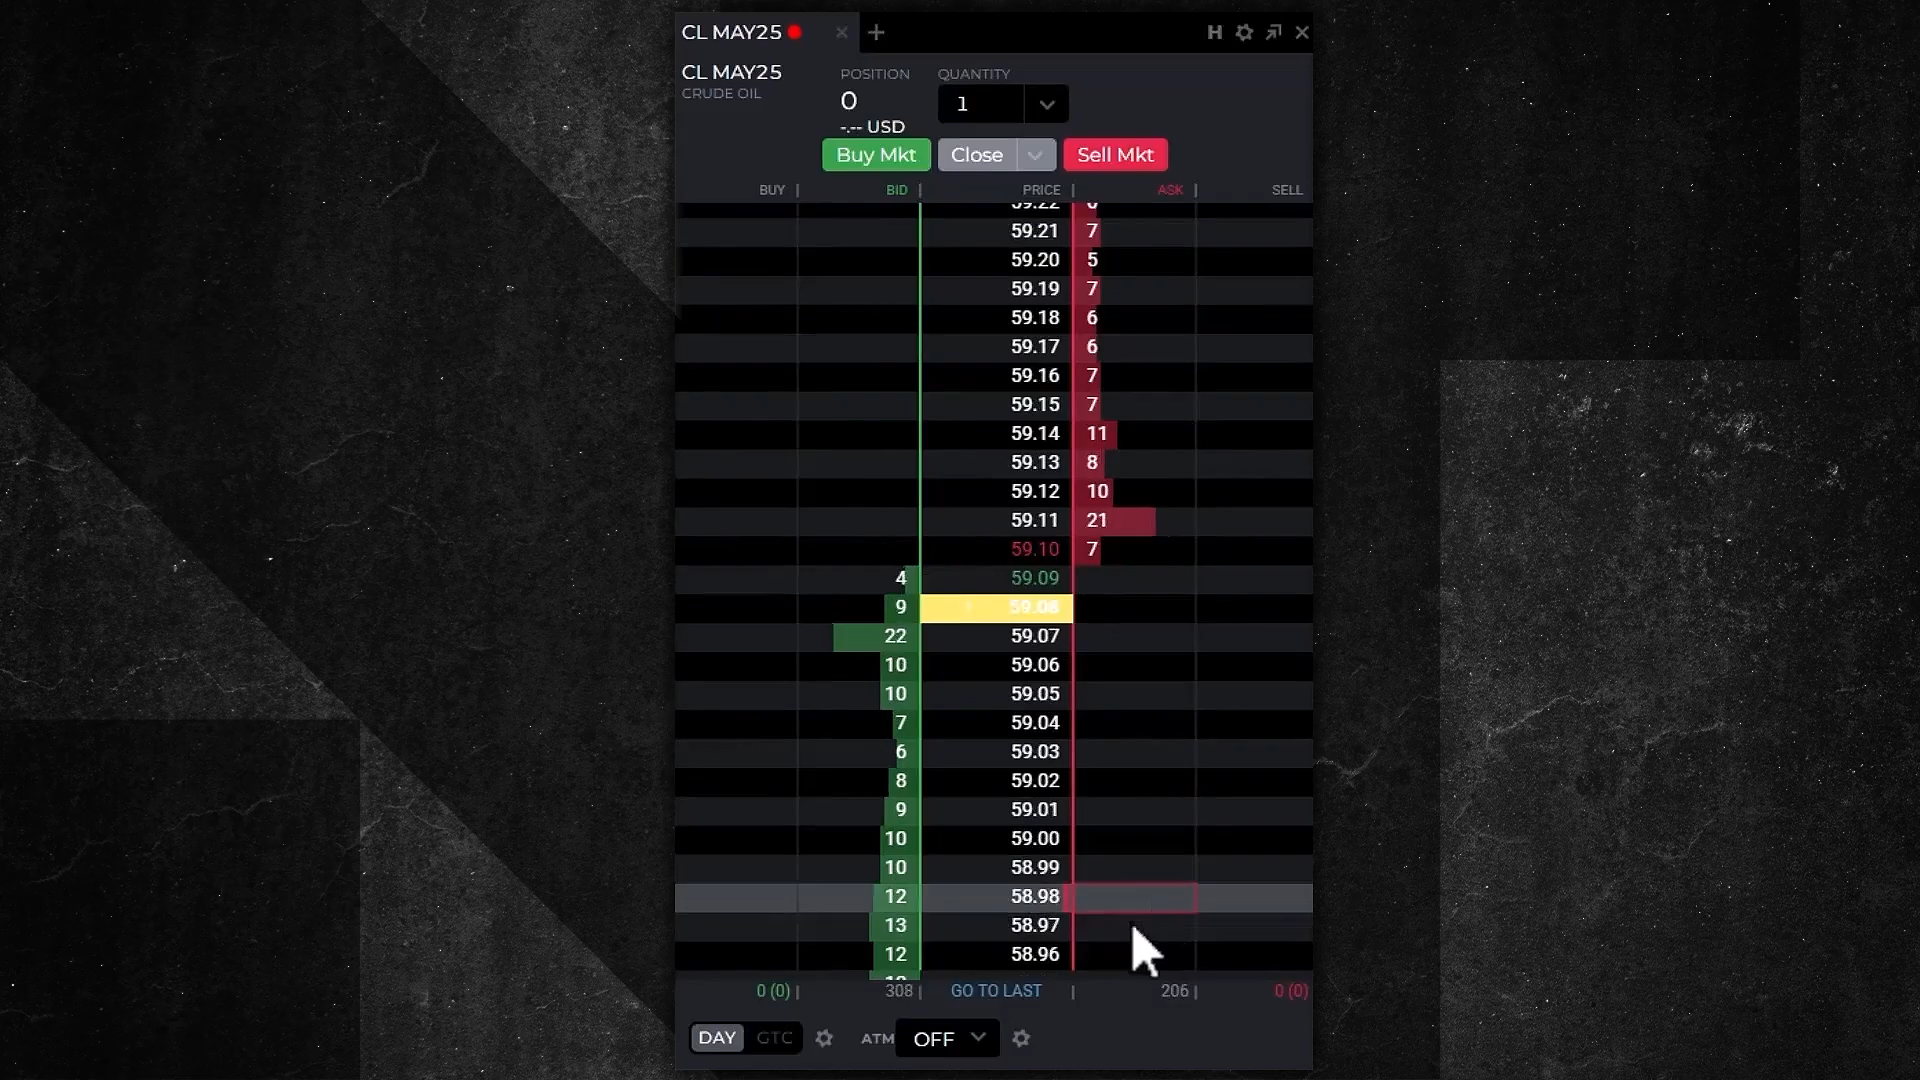 CL MAY25
H
CL MAY25
CRUDE OIL
POSITION
0
-.-- USD
QUANTITY
1
Buy Mkt Close Sell Mkt
BUY BID PRICE ASK SELL
59.22 6
59.21 7
59.20 5
59.19 7
59.18 6
59.17 6
59.16 7
59.15 7
59.14 11
59.13 8
59.12 10
59.11 21
59.10 7
4 59.09
9 59.08
22 59.07
10 59.06
10 59.05
7 59.04
6 59.03
8 59.02
9 59.01
10 59.00
10 58.99
12 58.98
13 58.97
12 58.96
0 (0) 308 GO TO LAST 206 0 (0)
DAY GTC ATM OFF